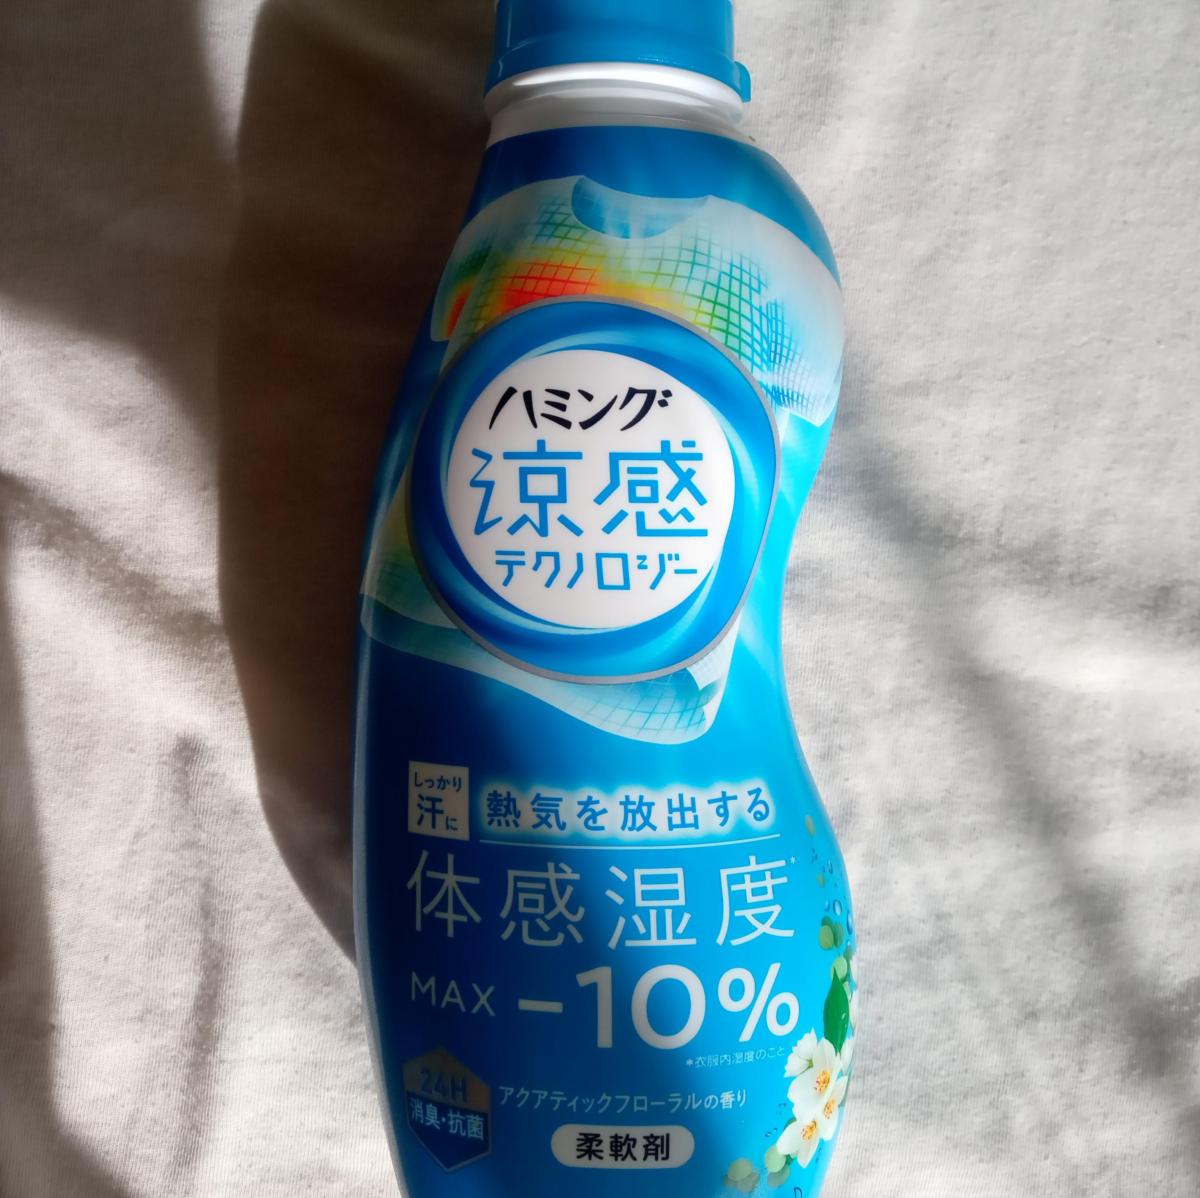 ハミング
涼感
テクノロジー
しっかり
汗に
熱気を放出する
体感湿度*
MAX -10%
*衣服内湿度のこと
24H
消臭・抗菌
アクアティックフローラルの香り
柔軟剤